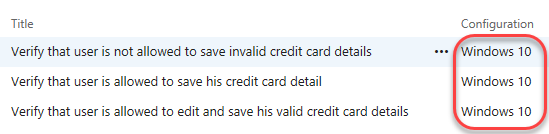 Title Configuration
Verify that user is not allowed to save invalid credit card details ••• Windows 10
Verify that user is allowed to save his credit card detail Windows 10
Verify that user is allowed to edit and save his valid credit card details Windows 10